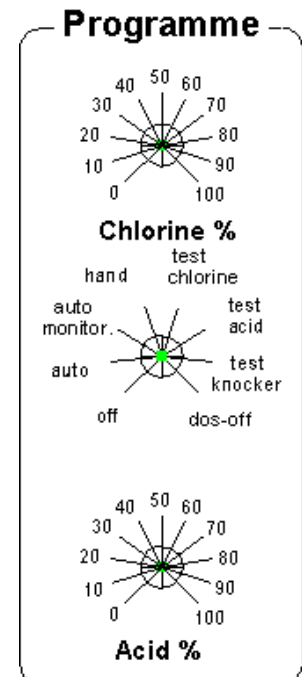 Programme
50
40 60
30 70
20 80
10 90
0 100
Chlorine %
test
hand chlorine
auto test
monitor. acid
auto test
knocker
off dos-off
50
40 60
30 70
20 80
10 90
0 100
Acid %